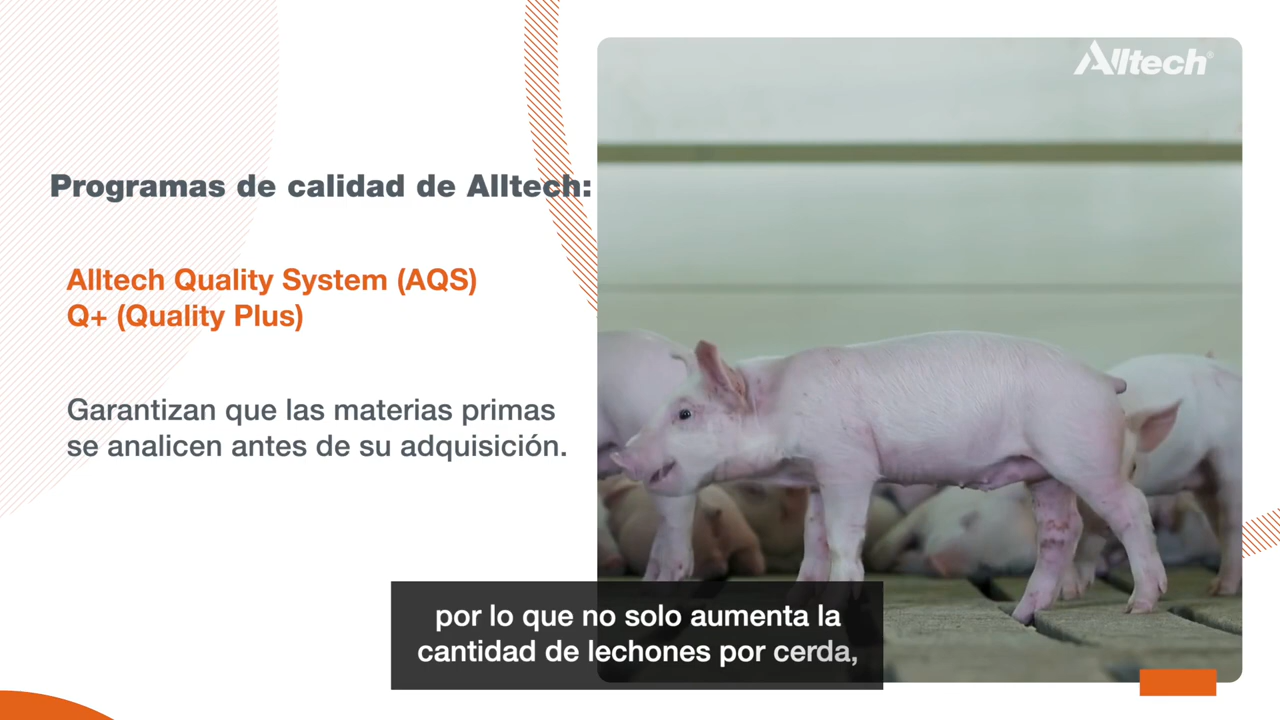 Alltech®
Programas de calidad de Alltech:
Alltech Quality System (AQS)
Q+ (Quality Plus)
Garantizan que las materias primas
se analicen antes de su adquisición.
por lo que no solo aumenta la
cantidad de lechones por cerda,